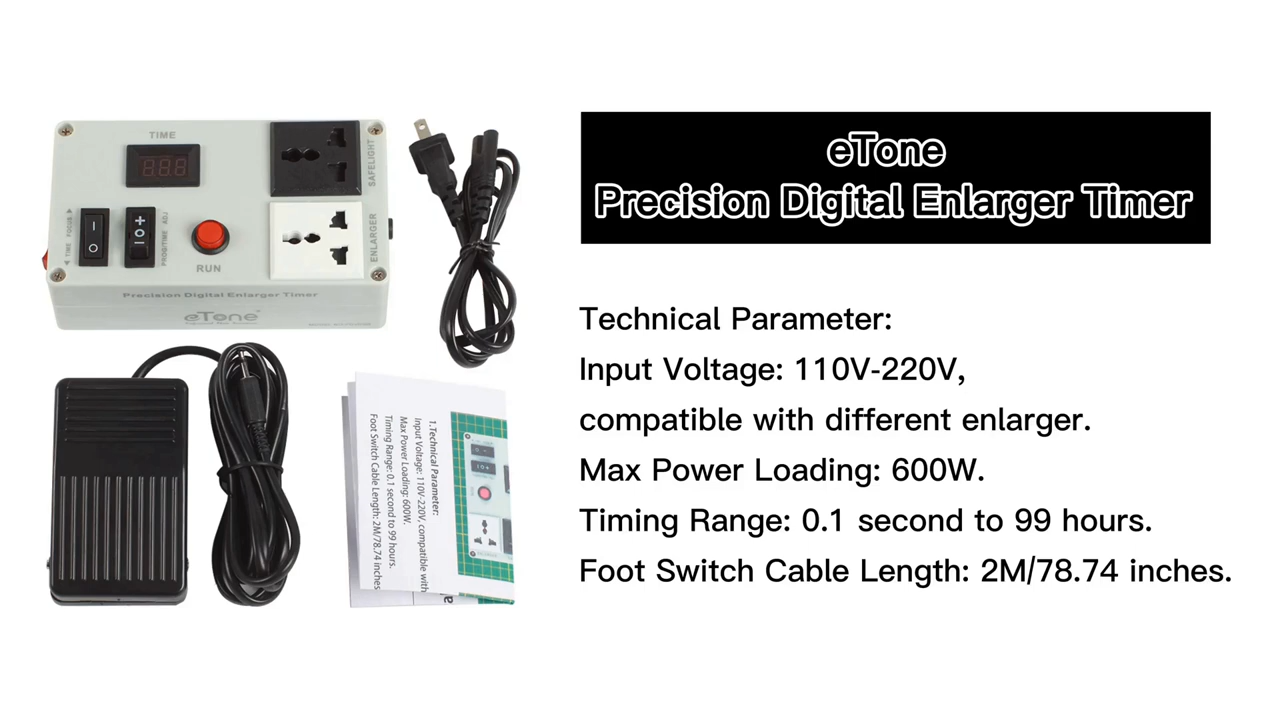 TIME
SAFELIGHT
ENLARGER
◀ TIME FOCUS ▶
PROG/TIME ADJ
RUN
Precision Digital Enlarger Timer
eTone
1.Technical Parameter:
Input Voltage: 110V-220V, compatible with
Max Power Loading: 600W.
Timing Range: 0.1 second to 99 hours.
Foot Switch Cable Length: 2M/78.74 inches
eTone
Precision Digital Enlarger Timer
Technical Parameter:
Input Voltage: 110V-220V,
compatible with different enlarger.
Max Power Loading: 600W.
Timing Range: 0.1 second to 99 hours.
Foot Switch Cable Length: 2M/78.74 inches.